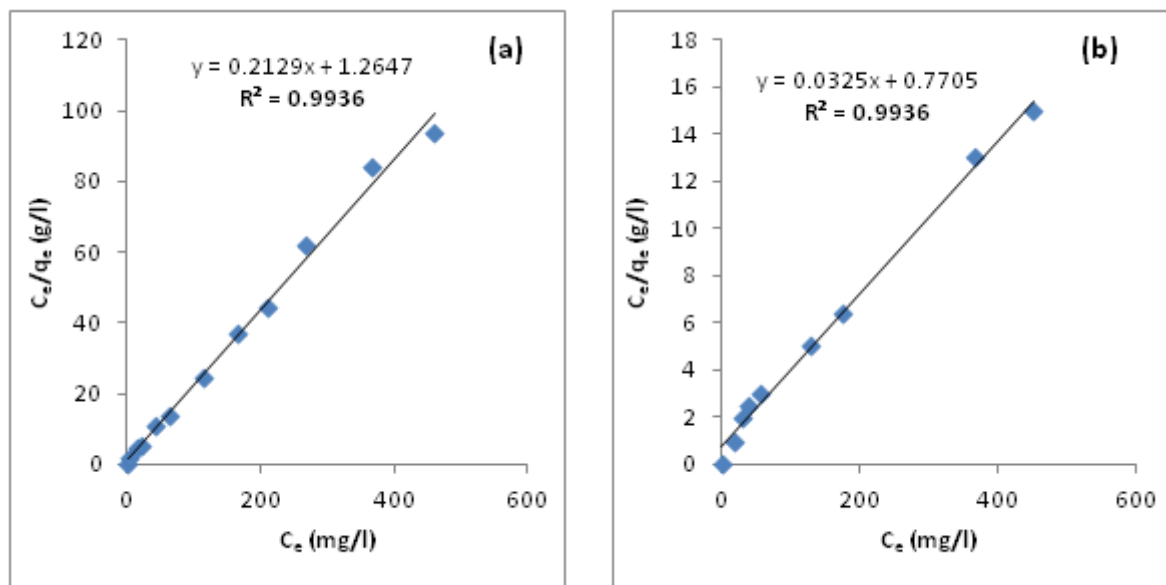 (a)
y = 0.2129x + 1.2647
R² = 0.9936
120
100
80
60
40
20
0
Cₑ/qₑ (g/l)
0 200 400 600
Cₑ (mg/l)
(b)
y = 0.0325x + 0.7705
R² = 0.9936
18
16
14
12
10
8
6
4
2
0
Cₑ/qₑ (g/l)
0 200 400 600
Cₑ (mg/l)